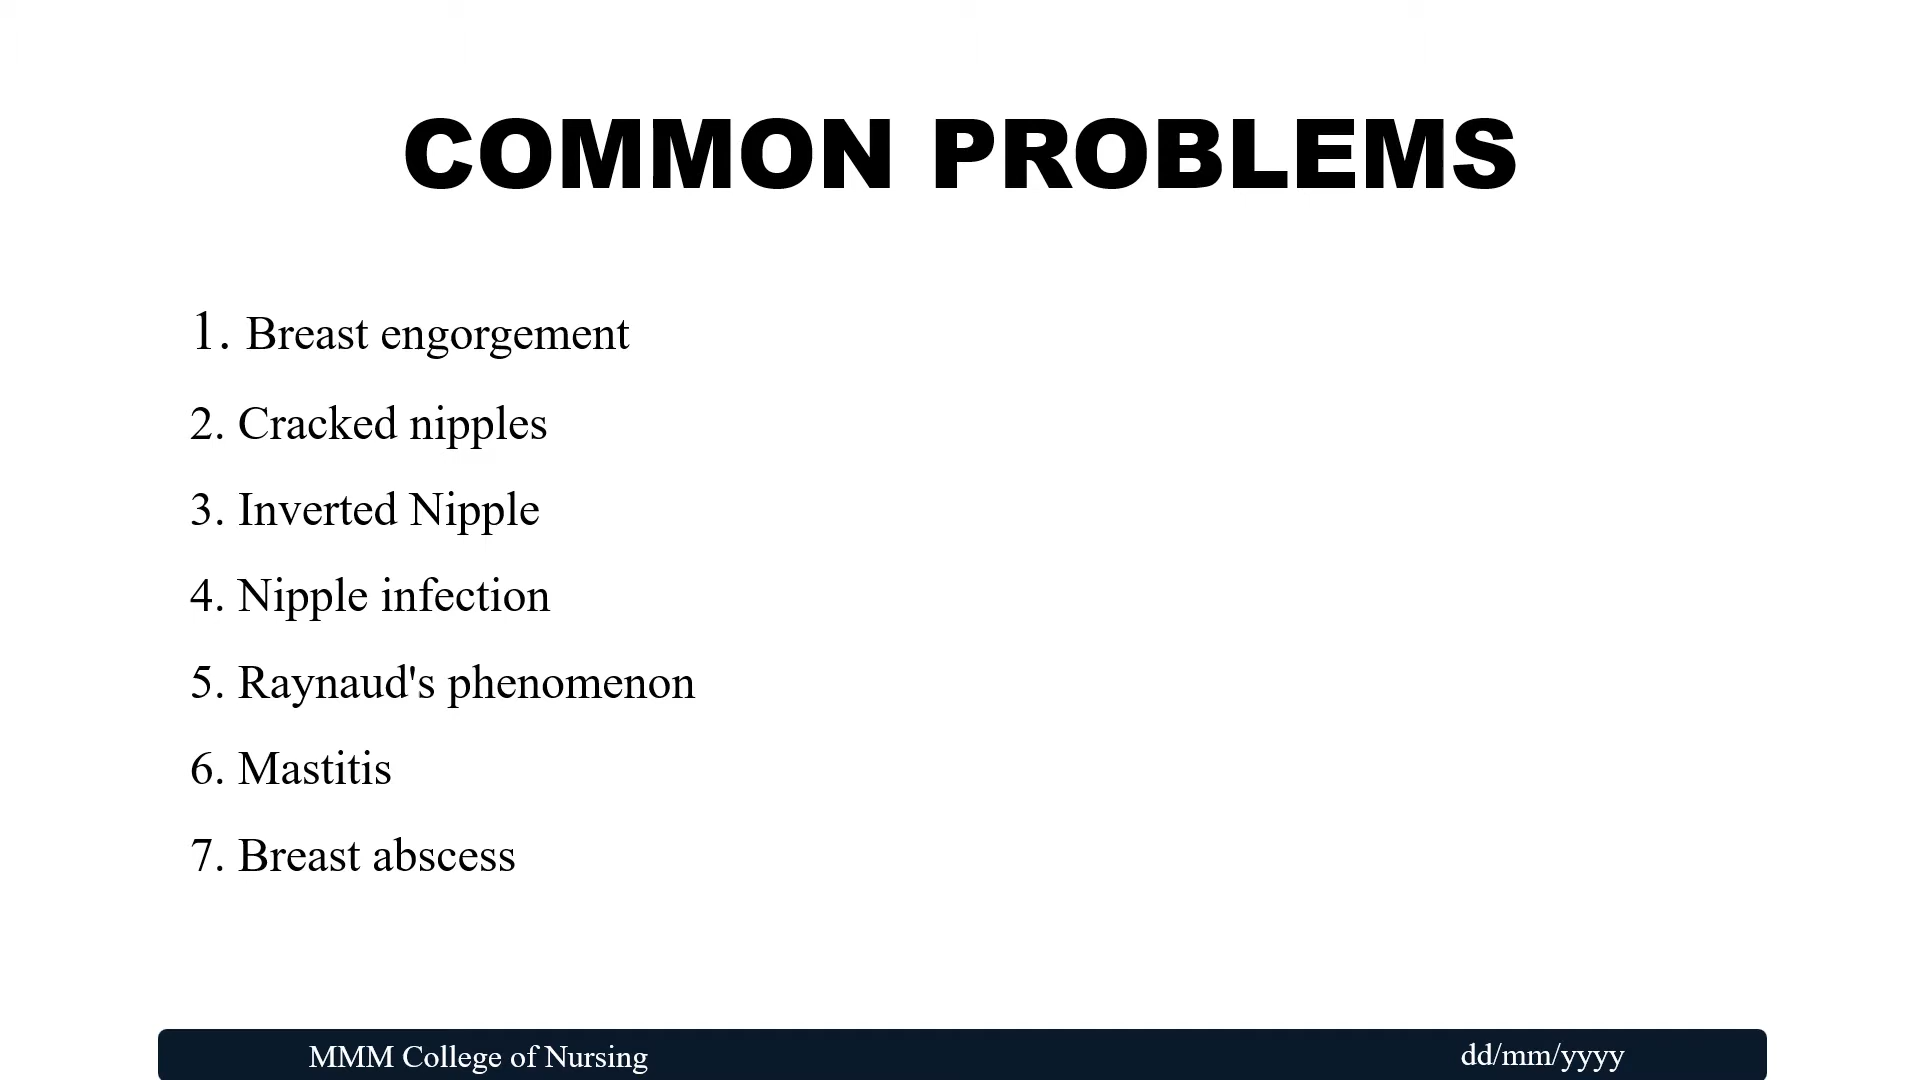 COMMON PROBLEMS
1. Breast engorgement
2. Cracked nipples
3. Inverted Nipple
4. Nipple infection
5. Raynaud's phenomenon
6. Mastitis
7. Breast abscess
MMM College of Nursing
dd/mm/yyyy